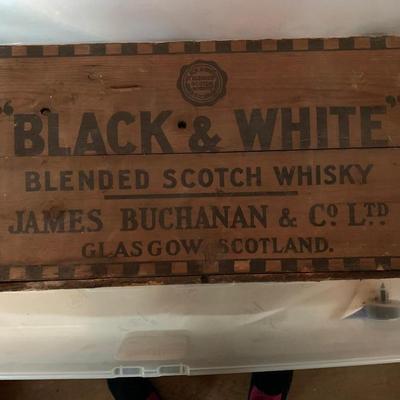 "BLACK & WHITE"
BLENDED SCOTCH WHISKY
JAMES BUCHANAN & Co LTD
GLASGOW, SCOTLAND.